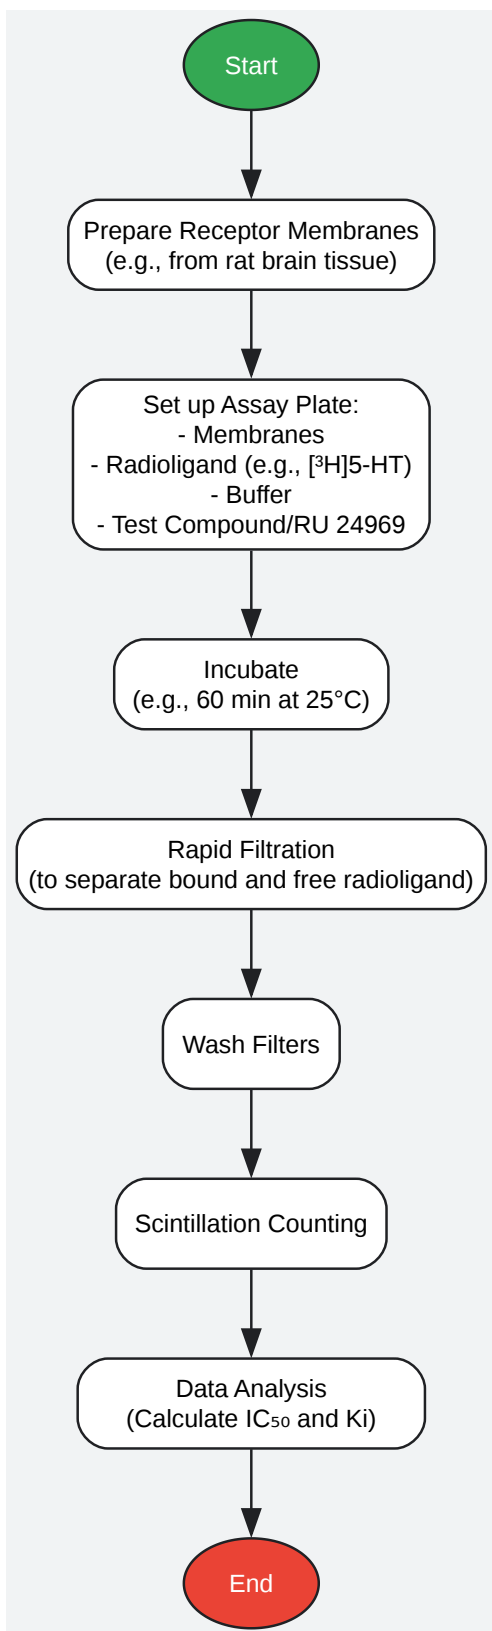 Start
Prepare Receptor Membranes
(e.g., from rat brain tissue)
Set up Assay Plate:
- Membranes
- Radioligand (e.g., [³H]5-HT)
- Buffer
- Test Compound/RU 24969
Incubate
(e.g., 60 min at 25°C)
Rapid Filtration
(to separate bound and free radioligand)
Wash Filters
Scintillation Counting
Data Analysis
(Calculate IC₅₀ and Ki)
End